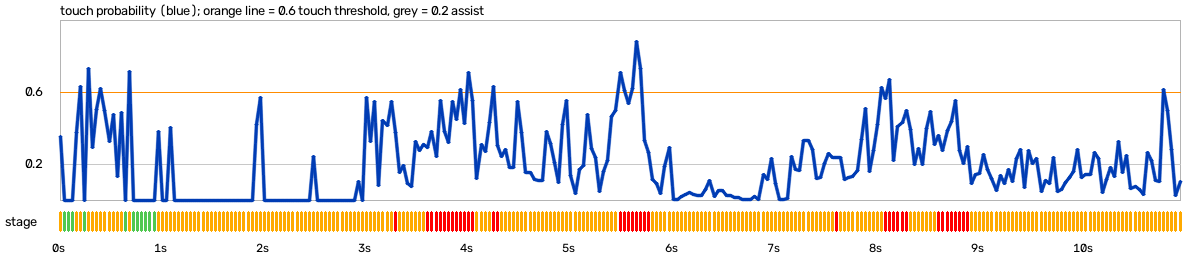 touch probability (blue); orange line = 0.6 touch threshold, grey = 0.2 assist
0.6
0.2
stage
0s 1s 2s 3s 4s 5s 6s 7s 8s 9s 10s